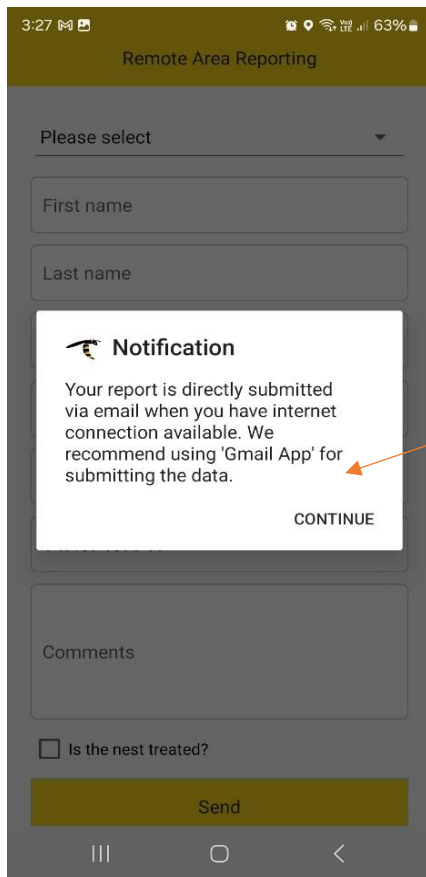 3:27 63%
Remote Area Reporting
Please select
First name
Last name
Notification
Your report is directly submitted
via email when you have internet
connection available. We
recommend using 'Gmail App' for
submitting the data.
CONTINUE
Comments
Is the nest treated?
Send